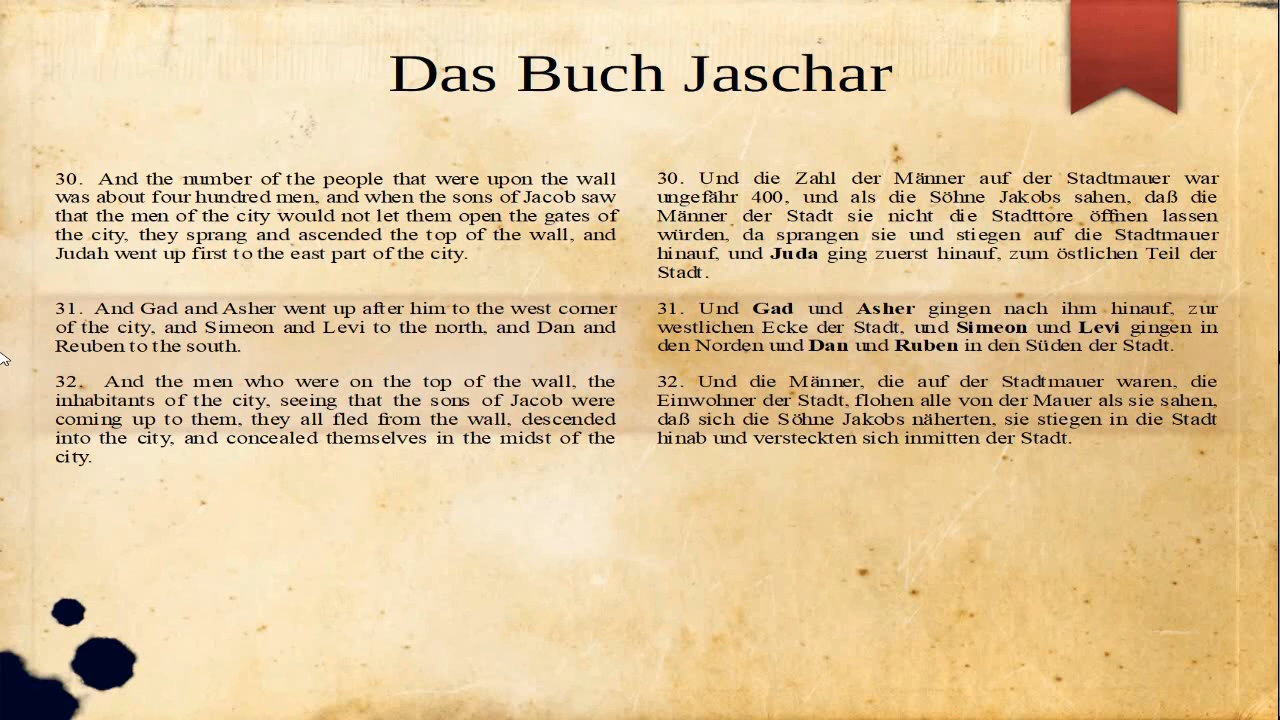 Das Buch Jaschar
30. And the number of the people that were upon the wall
was about four hundred men, and when the sons of Jacob saw
that the men of the city would not let them open the gates of
the city, they sprang and ascended the top of the wall, and
Judah went up first to the east part of the city.
31. And Gad and Asher went up after him to the west corner
of the city, and Simeon and Levi to the north, and Dan and
Reuben to the south.
32. And the men who were on the top of the wall, the
inhabitants of the city, seeing that the sons of Jacob were
coming up to them, they all fled from the wall, descended
into the city, and concealed themselves in the midst of the
city.
30. Und die Zahl der Männer auf der Stadtmauer war
ungefähr 400, und als die Söhne Jakobs sahen, daß die
Männer der Stadt sie nicht die Stadttore öffnen lassen
würden, da sprangen sie und stiegen auf die Stadtmauer
hinauf, und Juda ging zuerst hinauf, zum östlichen Teil der
Stadt.
31. Und Gad und Asher gingen nach ihm hinauf, zur
westlichen Ecke der Stadt, und Simeon und Levi gingen in
den Norden und Dan und Ruben in den Süden der Stadt.
32. Und die Männer, die auf der Stadtmauer waren, die
Einwohner der Stadt, flohen alle von der Mauer als sie sahen,
daß sich die Söhne Jakobs näherten, sie stiegen in die Stadt
hinab und versteckten sich inmitten der Stadt.